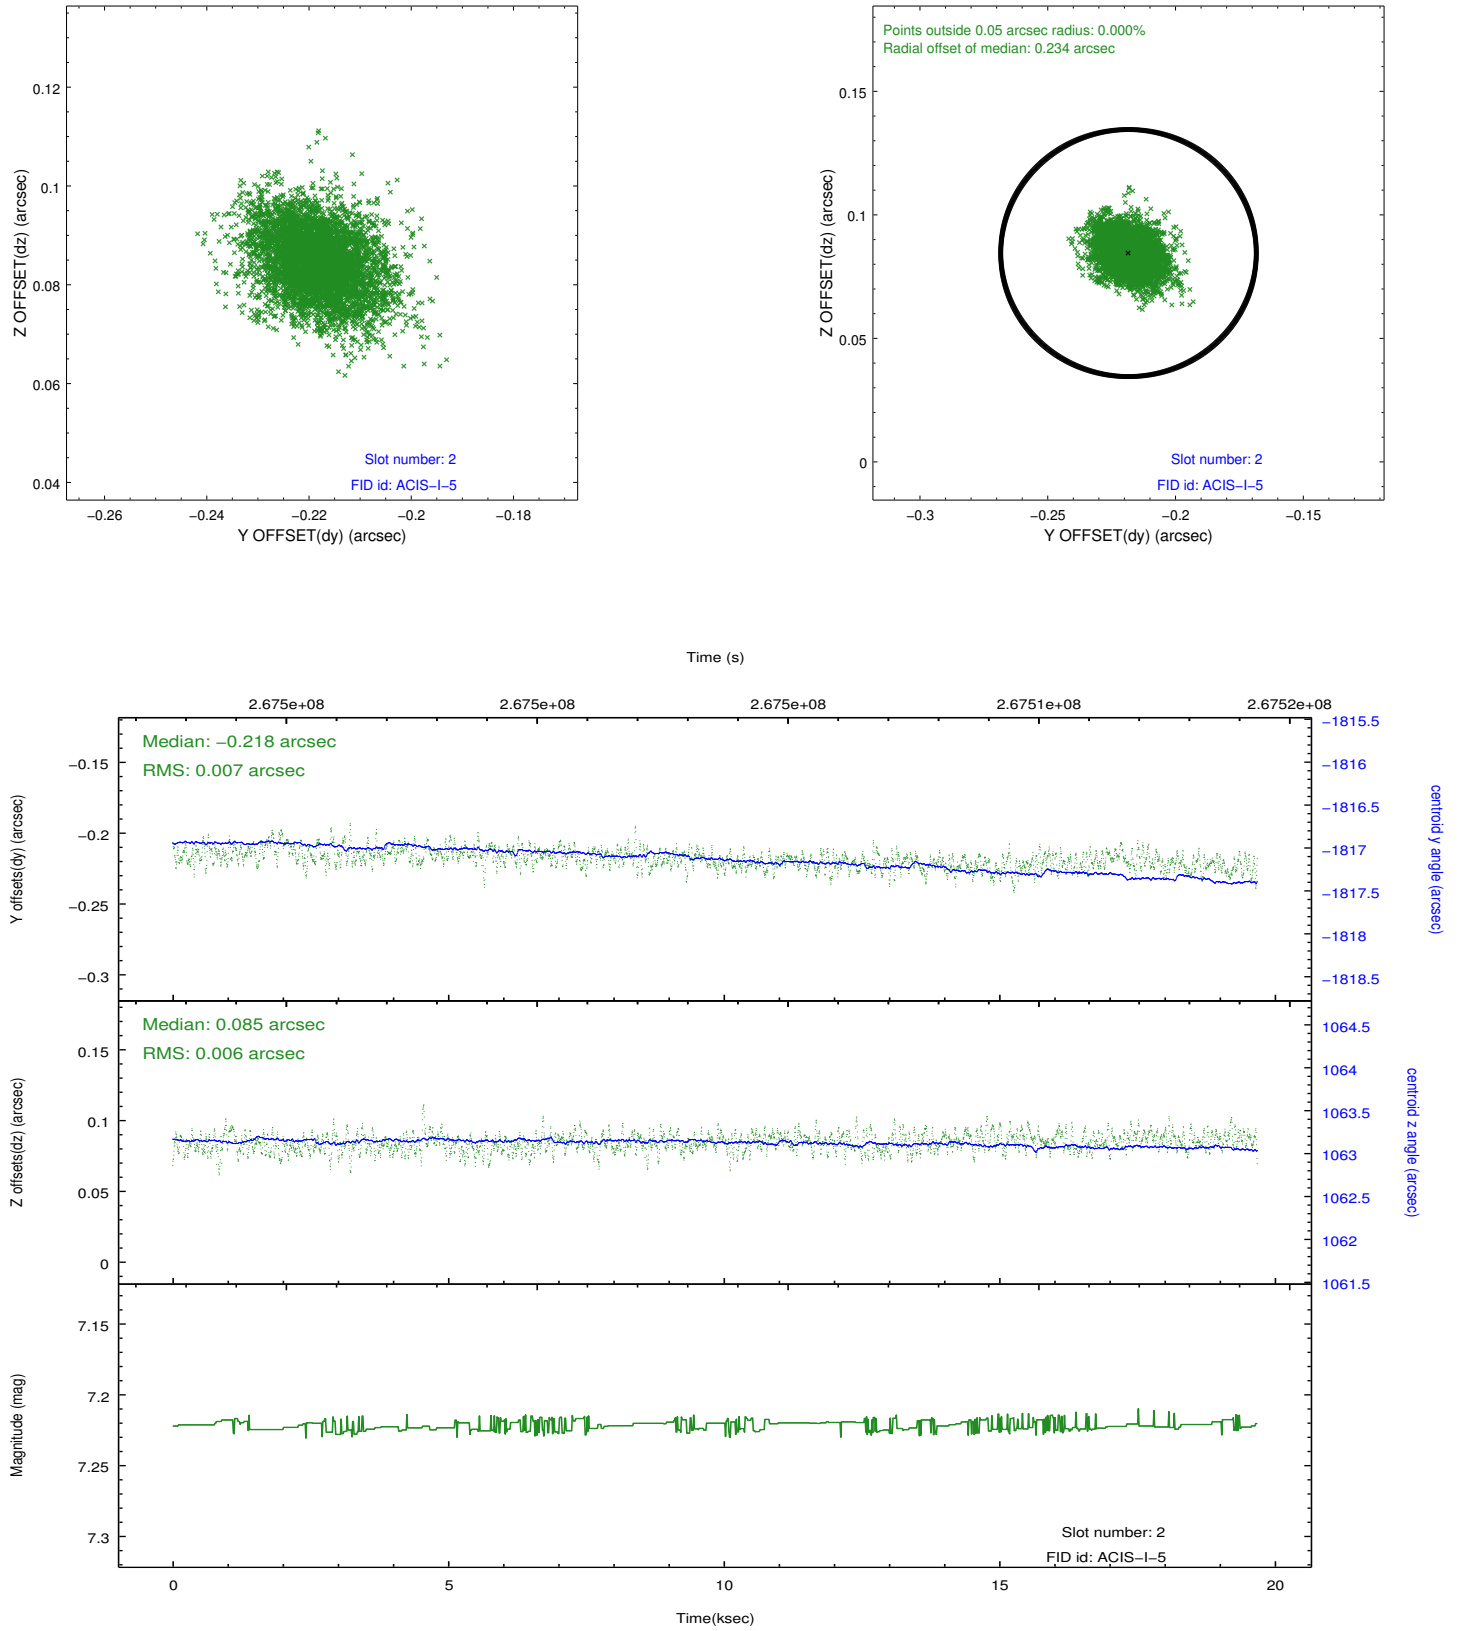 0.12
0.1
0.08
0.06
0.04
Z OFFSET(dz) (arcsec)
Slot number: 2
FID id: ACIS−I−5
−0.26 −0.24 −0.22 −0.2 −0.18
Y OFFSET(dy) (arcsec)
Points outside 0.05 arcsec radius: 0.000%
Radial offset of median: 0.234 arcsec
0.15
0.1
0.05
0
Z OFFSET(dz) (arcsec)
Slot number: 2
FID id: ACIS−I−5
−0.3 −0.25 −0.2 −0.15
Y OFFSET(dy) (arcsec)
Time (s)
2.675e+08 2.675e+08 2.675e+08 2.6751e+08 2.6752e+08
Median: −0.218 arcsec
RMS: 0.007 arcsec
−0.15
−0.2
−0.25
−0.3
Y offsets(dy) (arcsec)
−1815.5
−1816
−1816.5
−1817
−1817.5
−1818
−1818.5
centroid y angle (arcsec)
Median: 0.085 arcsec
RMS: 0.006 arcsec
0.15
0.1
0.05
0
Z offsets(dz) (arcsec)
1064.5
1064
1063.5
1063
1062.5
1062
1061.5
centroid z angle (arcsec)
7.15
7.2
7.25
7.3
Magnitude (mag)
Slot number: 2
FID id: ACIS−I−5
0 5 10 15 20
Time(ksec)